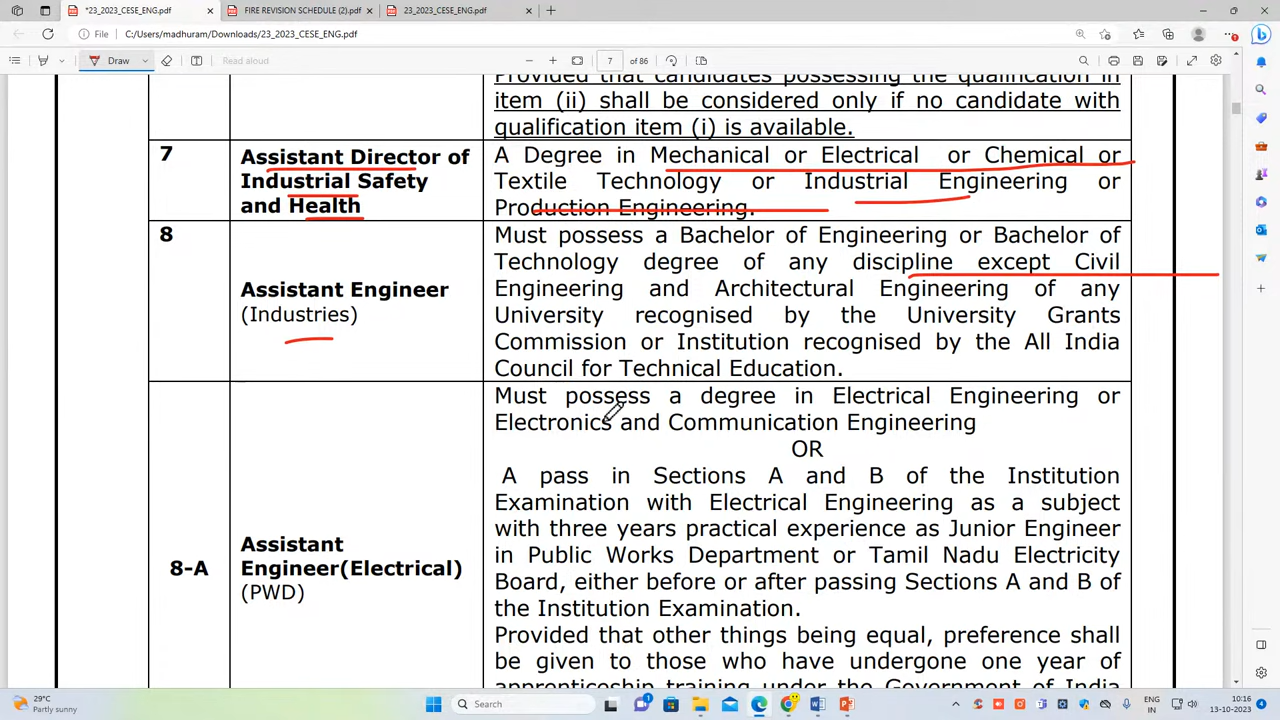 *23_2023_CESE_ENG.pdf
FIRE REVISION SCHEDULE (2).pdf
23_2023_CESE_ENG.pdf
File
C:/Users/madhuram/Downloads/23_2023_CESE_ENG.pdf
Draw
Read aloud
7
of 86
Provided that candidates possessing the qualification in
item (ii) shall be considered only if no candidate with
qualification item (i) is available.
7
Assistant Director of
Industrial Safety
and Health
A Degree in Mechanical or Electrical or Chemical or
Textile Technology or Industrial Engineering or
Production Engineering.
8
Assistant Engineer
(Industries)
Must possess a Bachelor of Engineering or Bachelor of
Technology degree of any discipline except Civil
Engineering and Architectural Engineering of any
University recognised by the University Grants
Commission or Institution recognised by the All India
Council for Technical Education.
8-A
Assistant
Engineer(Electrical)
(PWD)
Must possess a degree in Electrical Engineering or
Electronics and Communication Engineering
OR
A pass in Sections A and B of the Institution
Examination with Electrical Engineering as a subject
with three years practical experience as Junior Engineer
in Public Works Department or Tamil Nadu Electricity
Board, either before or after passing Sections A and B of
the Institution Examination.
Provided that other things being equal, preference shall
be given to those who have undergone one year of
apprenticeship training under the Government of India
29°C
Partly sunny
Search
1
ENG
IN
10:16
13-10-2023